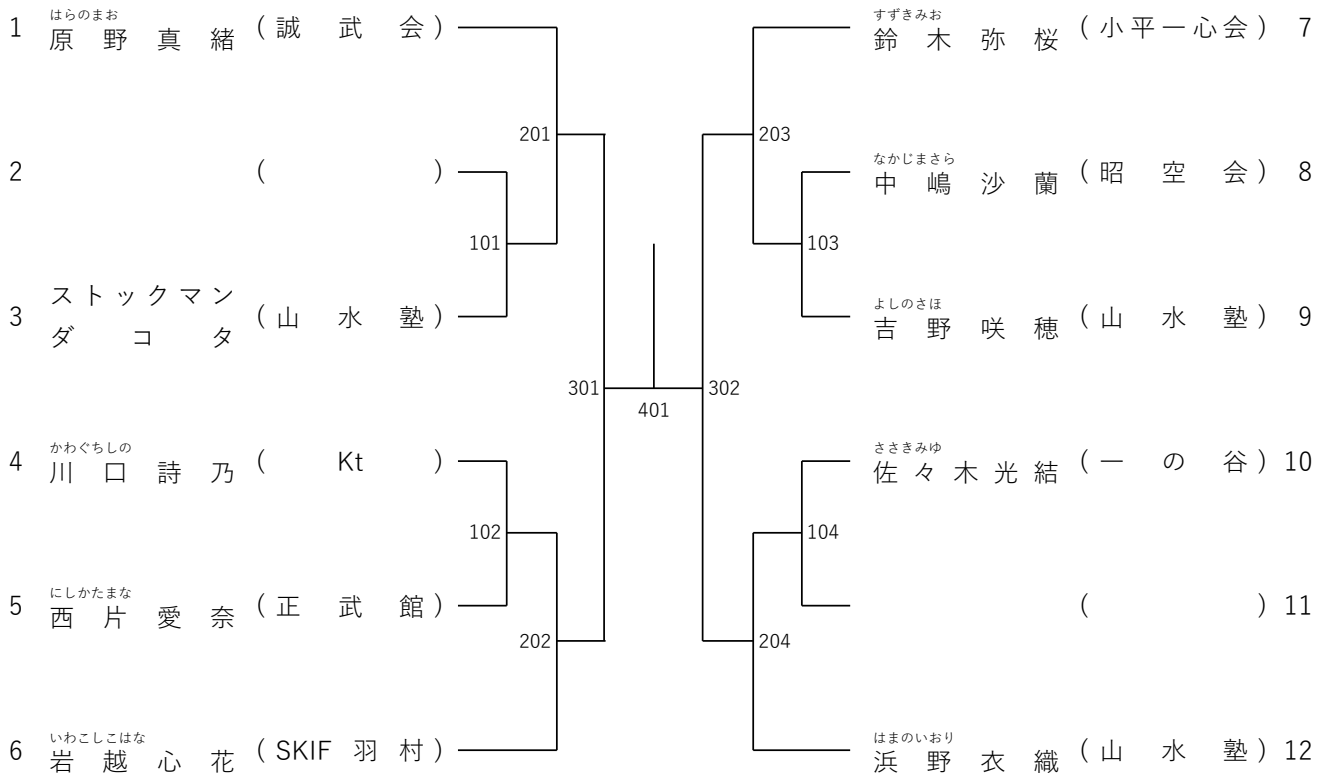 はらのまお
1 原野真緒 (誠武会)
201
2 ( )
101
3 ストックマン
ダコタ (山水塾)
301
かわぐちしの
4 川口詩乃 ( Kt )
102
にしかたまな
5 西片愛奈 (正武館)
202
いわこしこはな
6 岩越心花 (SKIF 羽村)
401
すずきみお
鈴木弥桜 (小平一心会) 7
203
なかじまさら
中嶋沙蘭 (昭空会) 8
103
よしのさほ
吉野咲穂 (山水塾) 9
302
ささきみゆ
佐々木光結 (一の谷) 10
104
( ) 11
204
はまのいおり
浜野衣織 (山水塾) 12